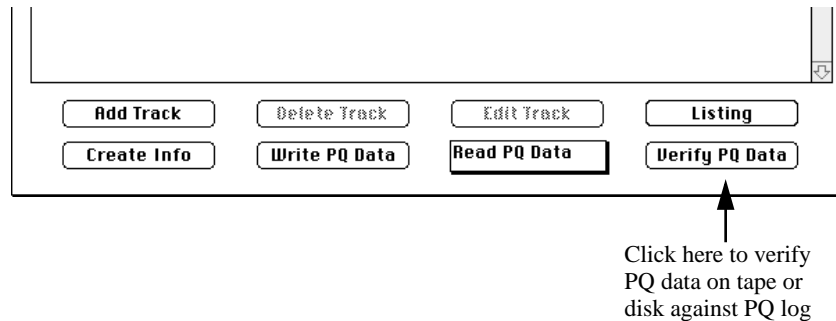 Add Track Delete Track Edit Track Listing
Create Info Write PQ Data Read PQ Data Verify PQ Data
Click here to verify
PQ data on tape or
disk against PQ log